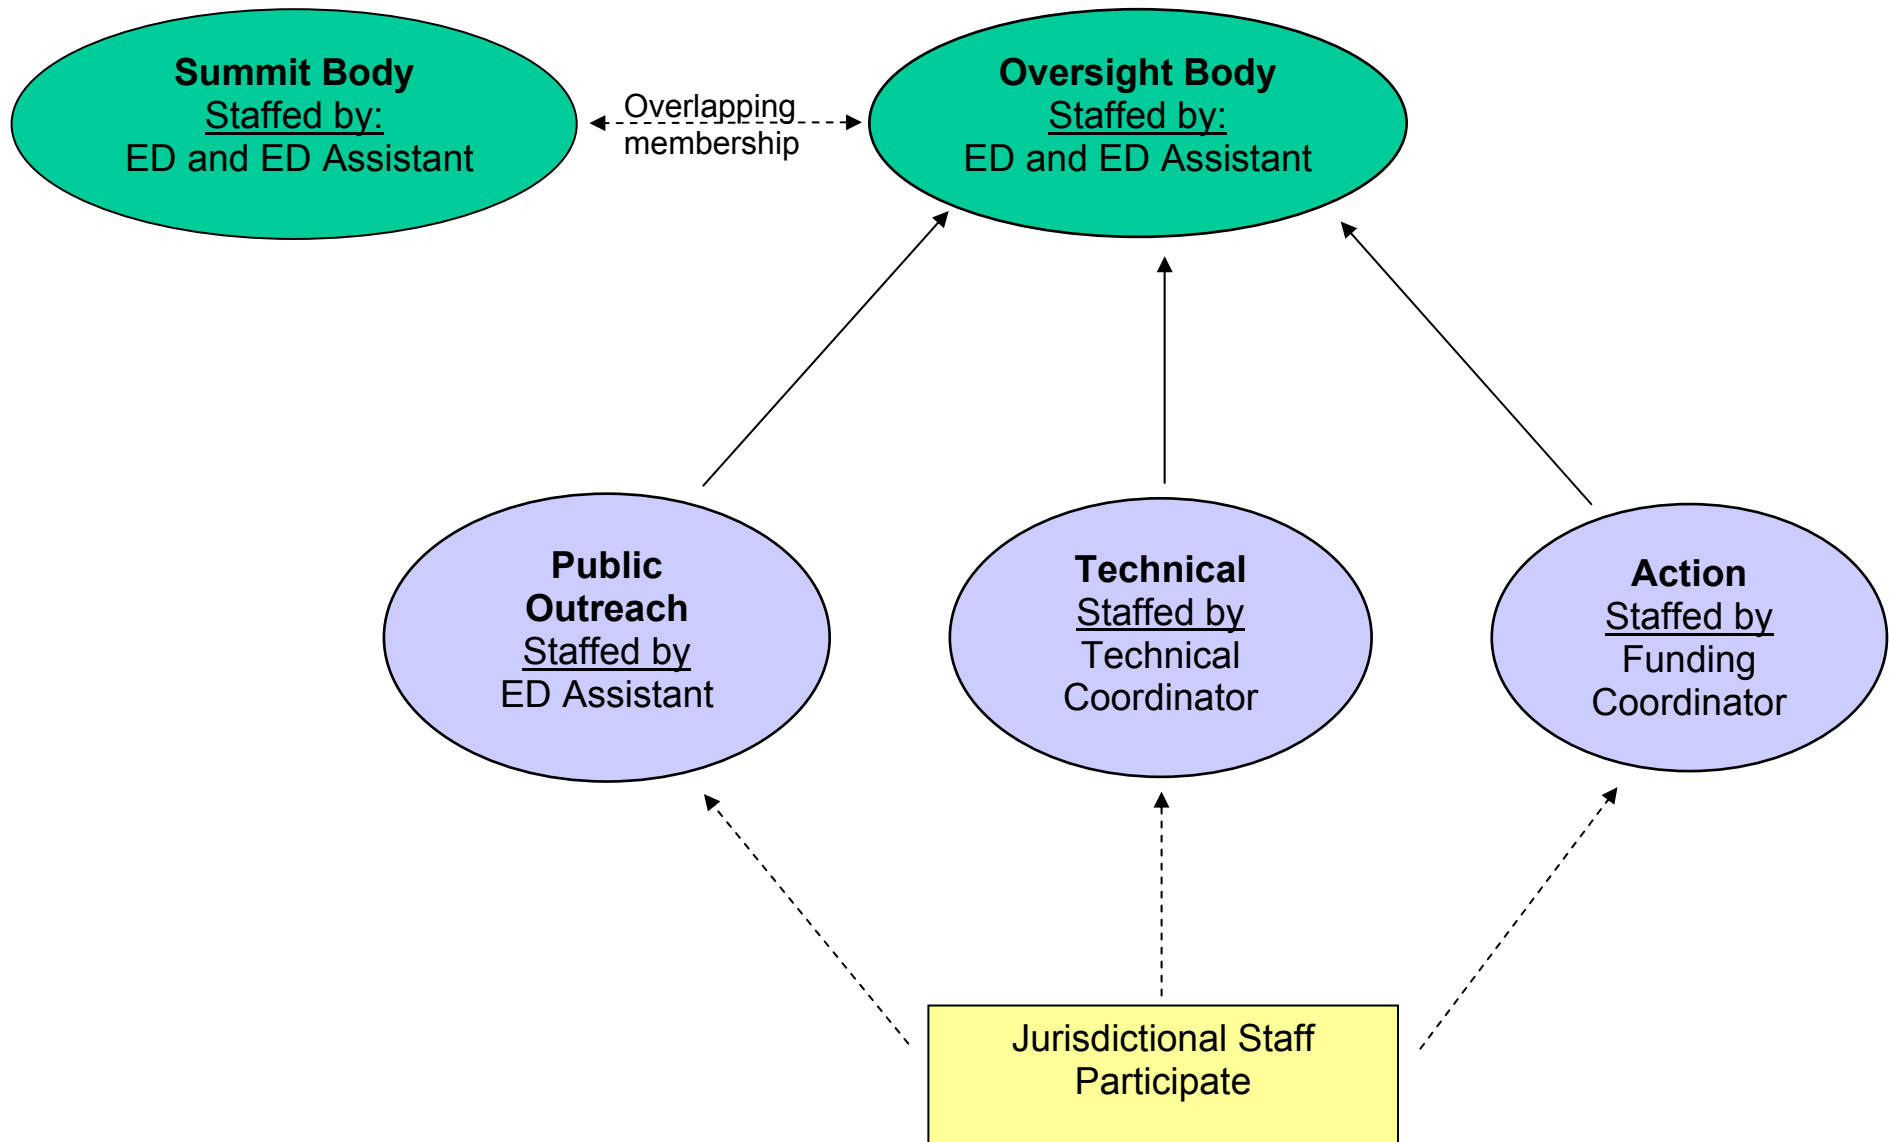 Summit Body
Staffed by:
ED and ED Assistant
Overlapping
membership
Oversight Body
Staffed by:
ED and ED Assistant
Public
Outreach
Staffed by
ED Assistant
Technical
Staffed by
Technical
Coordinator
Action
Staffed by
Funding
Coordinator
Jurisdictional Staff
Participate